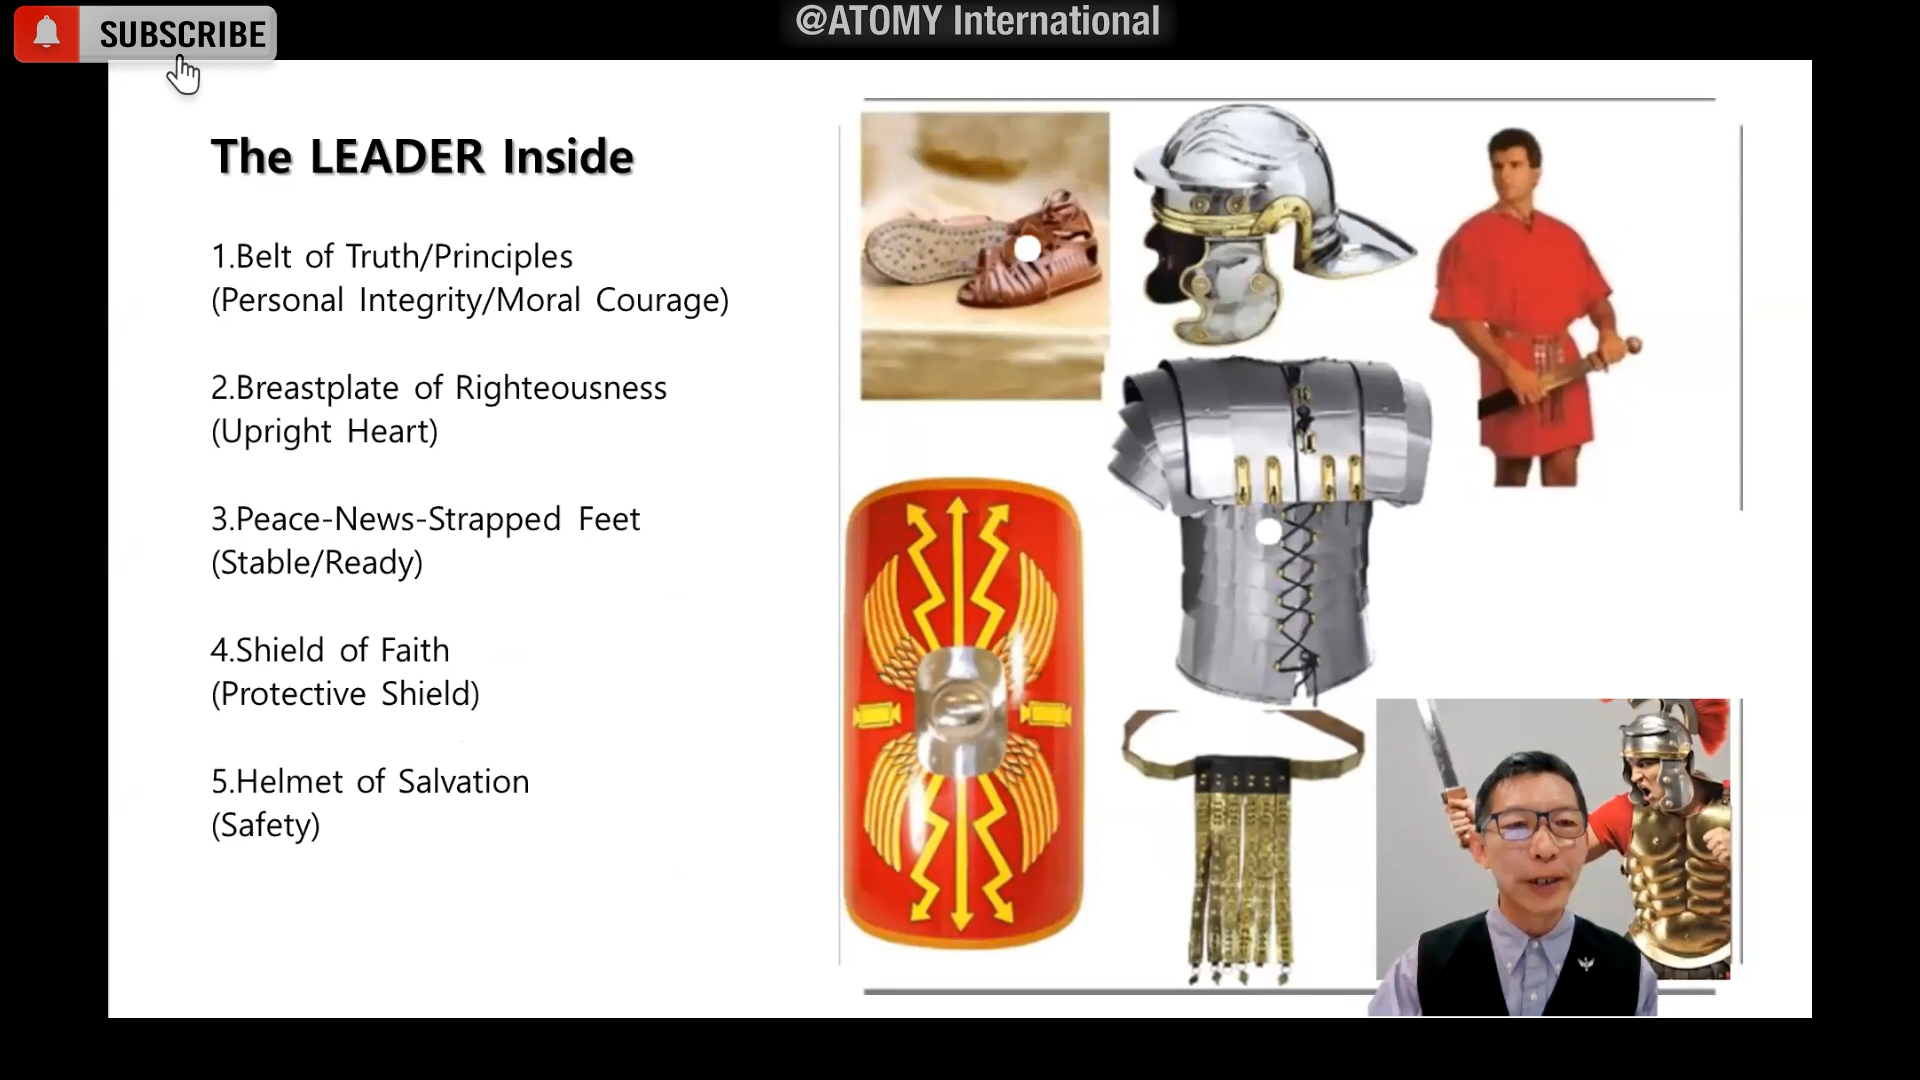 SUBSCRIBE
@ATOMY International
The LEADER Inside
1.Belt of Truth/Principles
(Personal Integrity/Moral Courage)
2.Breastplate of Righteousness
(Upright Heart)
3.Peace-News-Strapped Feet
(Stable/Ready)
4.Shield of Faith
(Protective Shield)
5.Helmet of Salvation
(Safety)